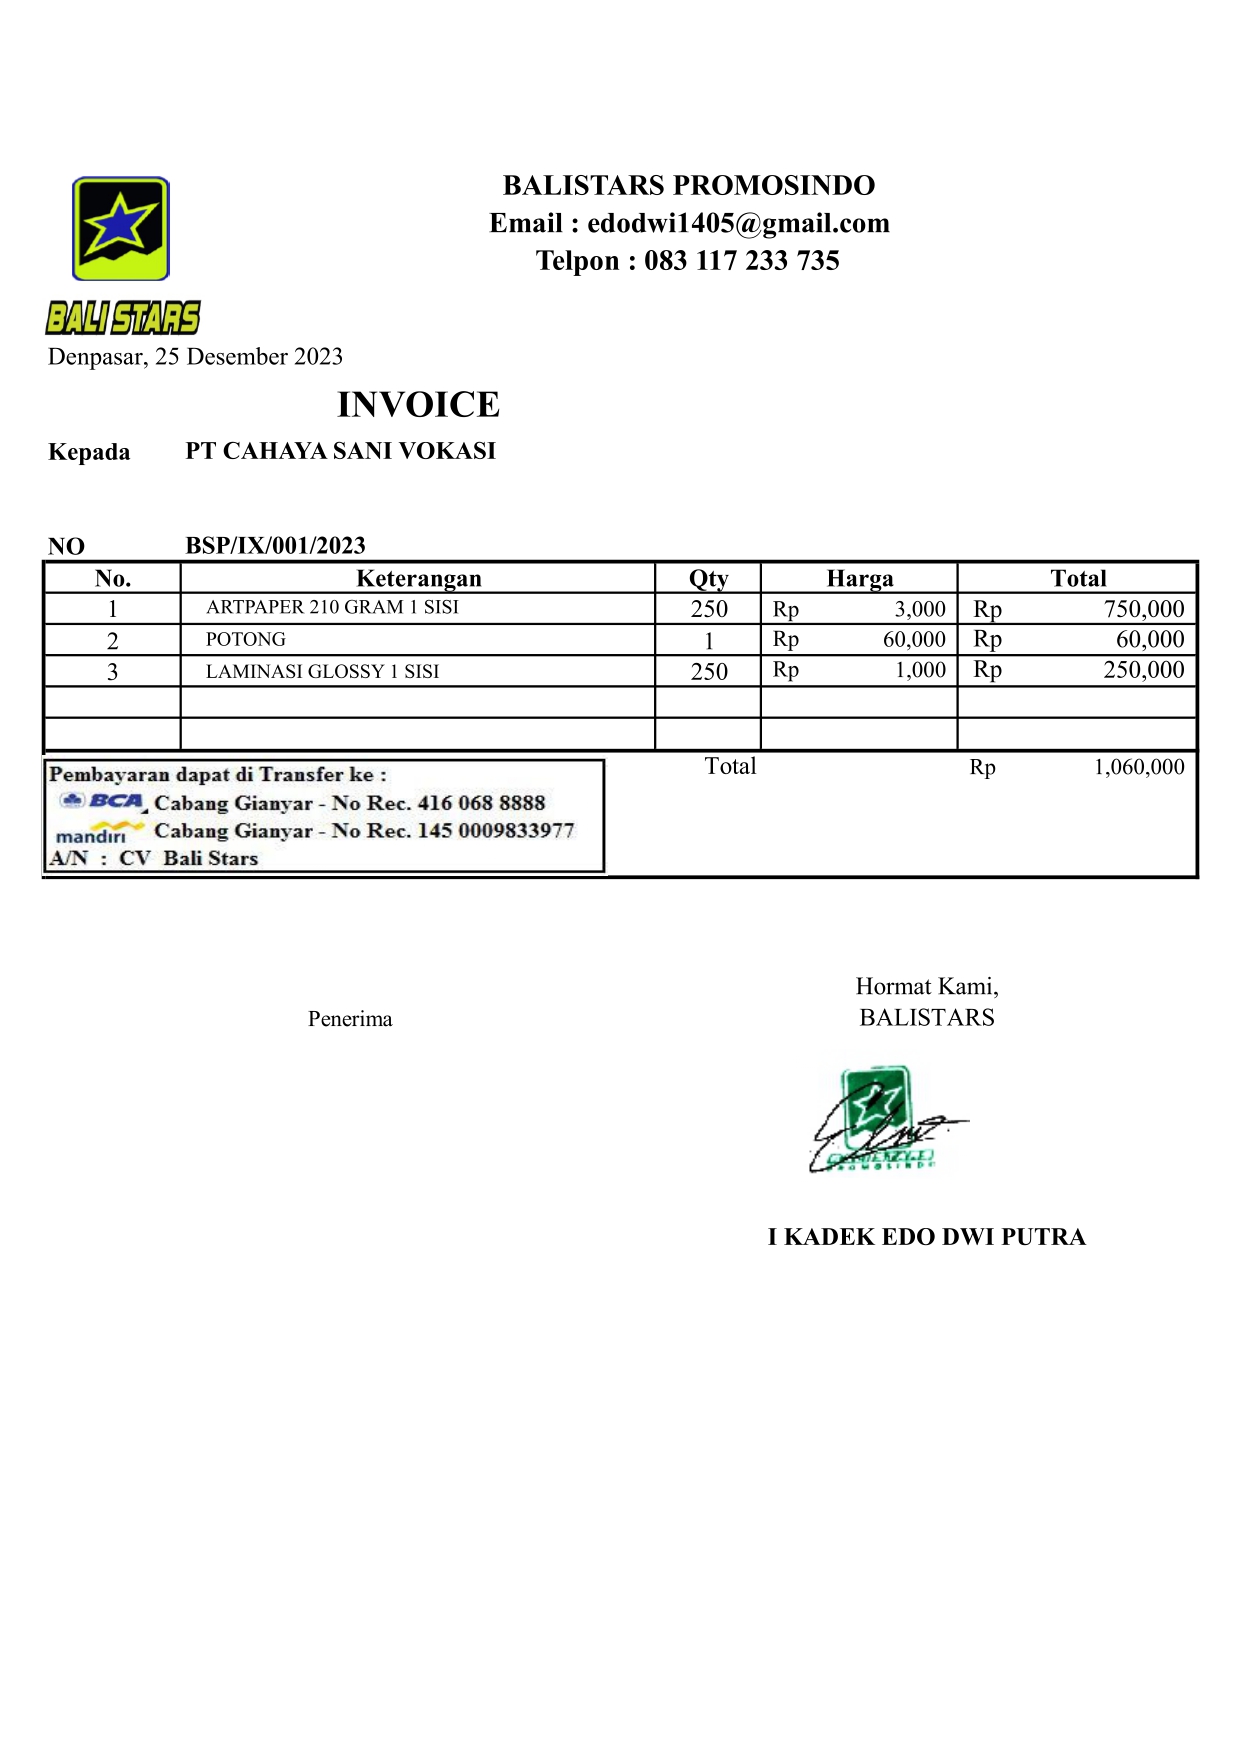 BALISTARS PROMOSINDO
Email : edodwi1405@gmail.com
Telpon : 083 117 233 735
BALI STARS
Denpasar, 25 Desember 2023
INVOICE
Kepada PT CAHAYA SANI VOKASI
NO BSP/IX/001/2023
No. Keterangan Qty Harga Total
1 ARTPAPER 210 GRAM 1 SISI 250 Rp 3,000 Rp 750,000
2 POTONG 1 Rp 60,000 Rp 60,000
3 LAMINASI GLOSSY 1 SISI 250 Rp 1,000 Rp 250,000
Total Rp 1,060,000
Pembayaran dapat di Transfer ke :
BCA Cabang Gianyar - No Rec. 416 068 8888
mandiri Cabang Gianyar - No Rec. 145 0009833977
A/N : CV Bali Stars
Hormat Kami,
Penerima BALISTARS
PROMOSINDO
I KADEK EDO DWI PUTRA